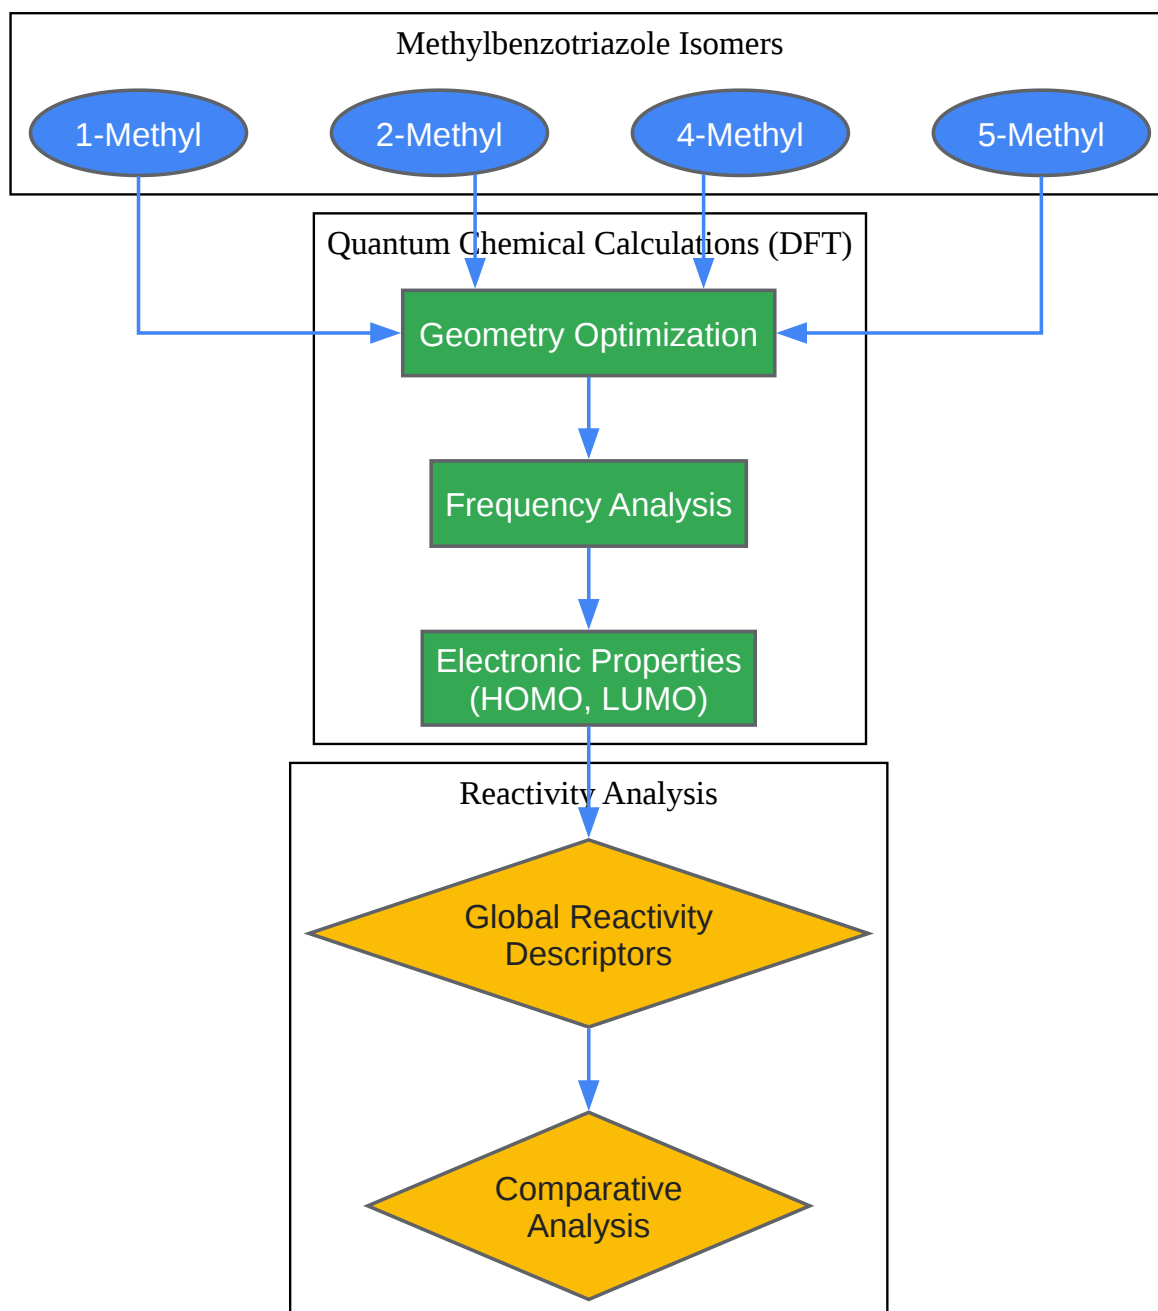 Methylbenzotriazole Isomers
1-Methyl
2-Methyl
4-Methyl
5-Methyl
Quantum Chemical Calculations (DFT)
Geometry Optimization
Frequency Analysis
Electronic Properties
(HOMO, LUMO)
Reactivity Analysis
Global Reactivity
Descriptors
Comparative
Analysis